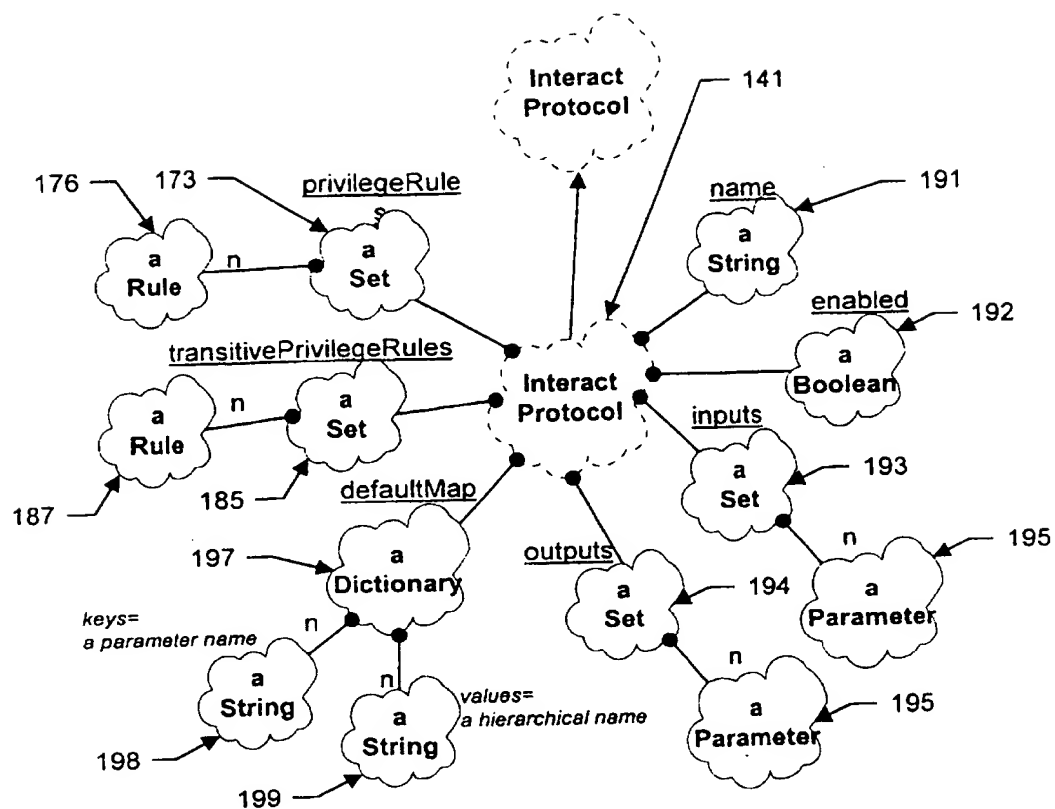 Interact
Protocol
141
176
173
privilegeRule
s
name
191
a
Rule
n
a
Set
a
String
enabled
192
transitivePrivilegeRules
a
Boolean
Interact
Protocol
a
Rule
n
a
Set
inputs
193
a
Set
187
185
defaultMap
197
a
Dictionary
outputs
a
Set
194
n
195
a
Parameter
keys=
a parameter name
n
a
String
n
values=
a hierarchical name
a
String
n
a
Parameter
195
198
199